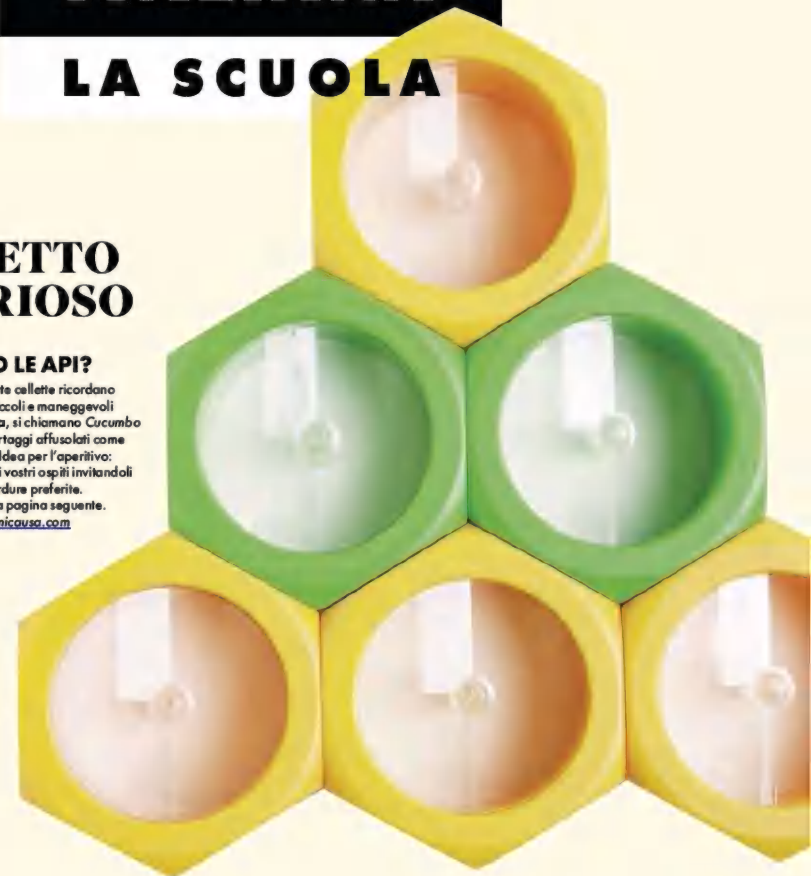 LA SCUOLA
ETTO
RIOSO
O LE API?
te cellette ricordano
ccoli e maneggevoli
a, si chiamano Cucumbo
rtaggi affusolati come
Idea per l'aperitivo:
i vostri ospiti invitandoli
rdure preferite.
a pagina seguente.
nicausa.com